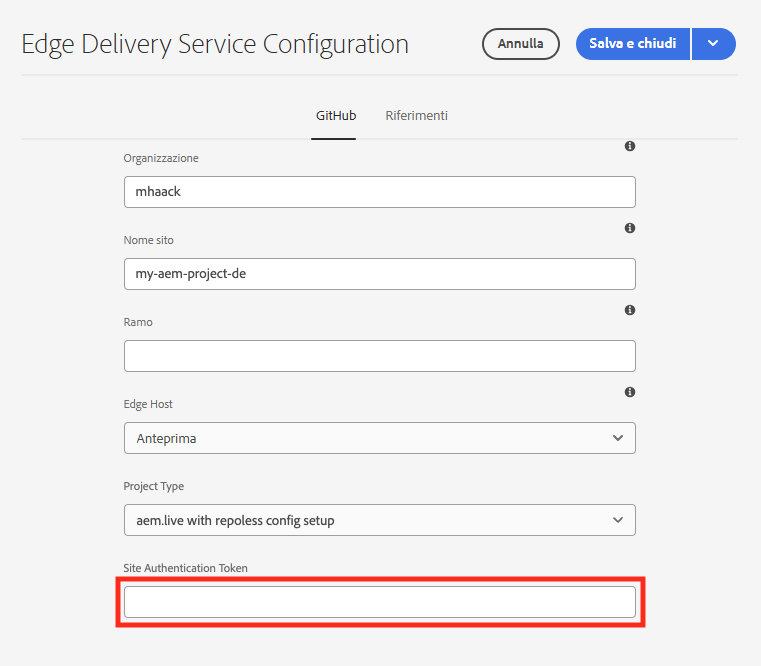 Edge Delivery Service Configuration
Annulla
Salva e chiudi
GitHub
Riferimenti
Organizzazione
mhaack
Nome sito
my-aem-project-de
Ramo
Edge Host
Anteprima
Project Type
aem.live with repoless config setup
Site Authentication Token